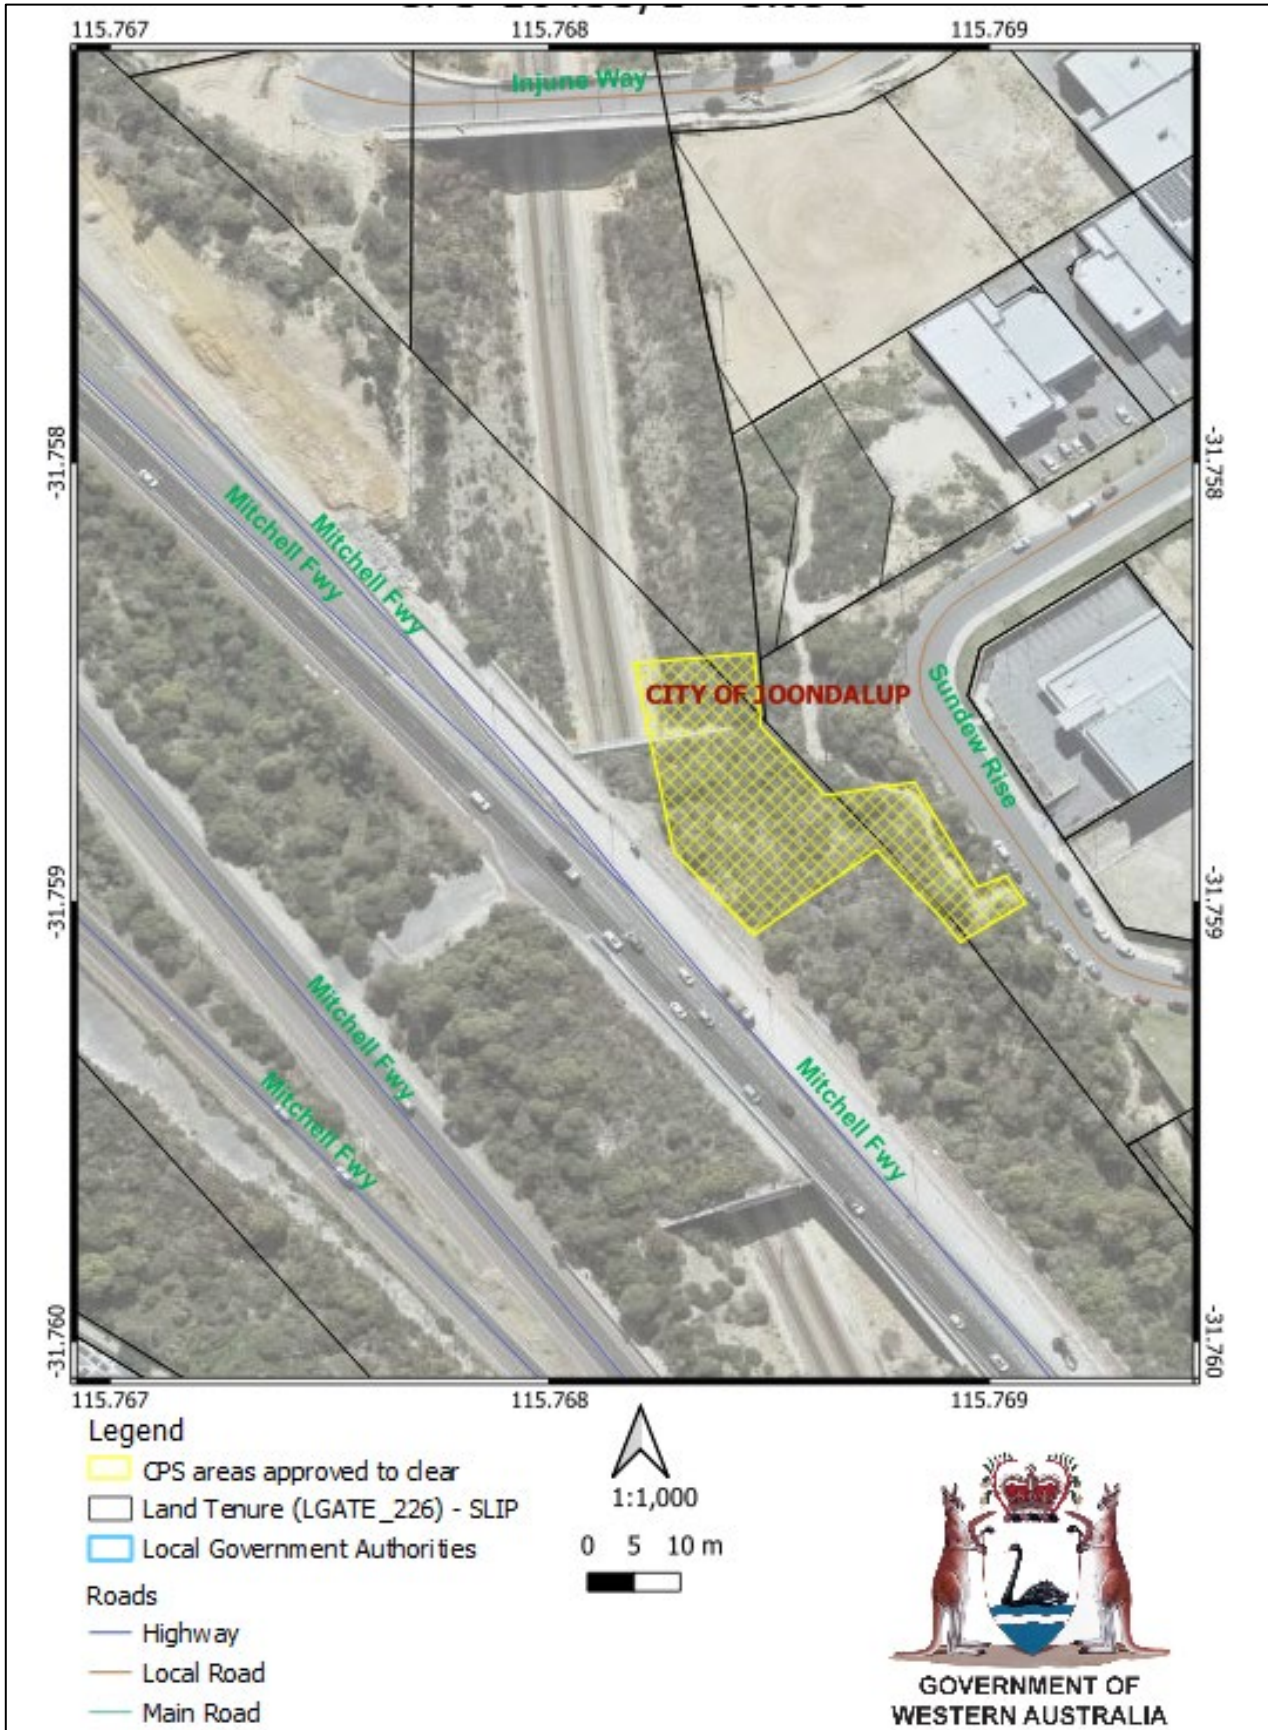 115.767
115.768
115.769
Injune Way
-31.758
-31.758
Mitchell Fwy
Mitchell Fwy
CITY OF JOONDALUP
Sundew Rise
-31.759
-31.759
Mitchell Fwy
Mitchell Fwy
Mitchell Fwy
-31.760
-31.760
115.767
115.768
115.769
Legend
CPS areas approved to clear
Land Tenure (LGATE_226) - SLIP
Local Government Authorities
Roads
Highway
Local Road
Main Road
1:1,000
0 5 10 m
GOVERNMENT OF
WESTERN AUSTRALIA